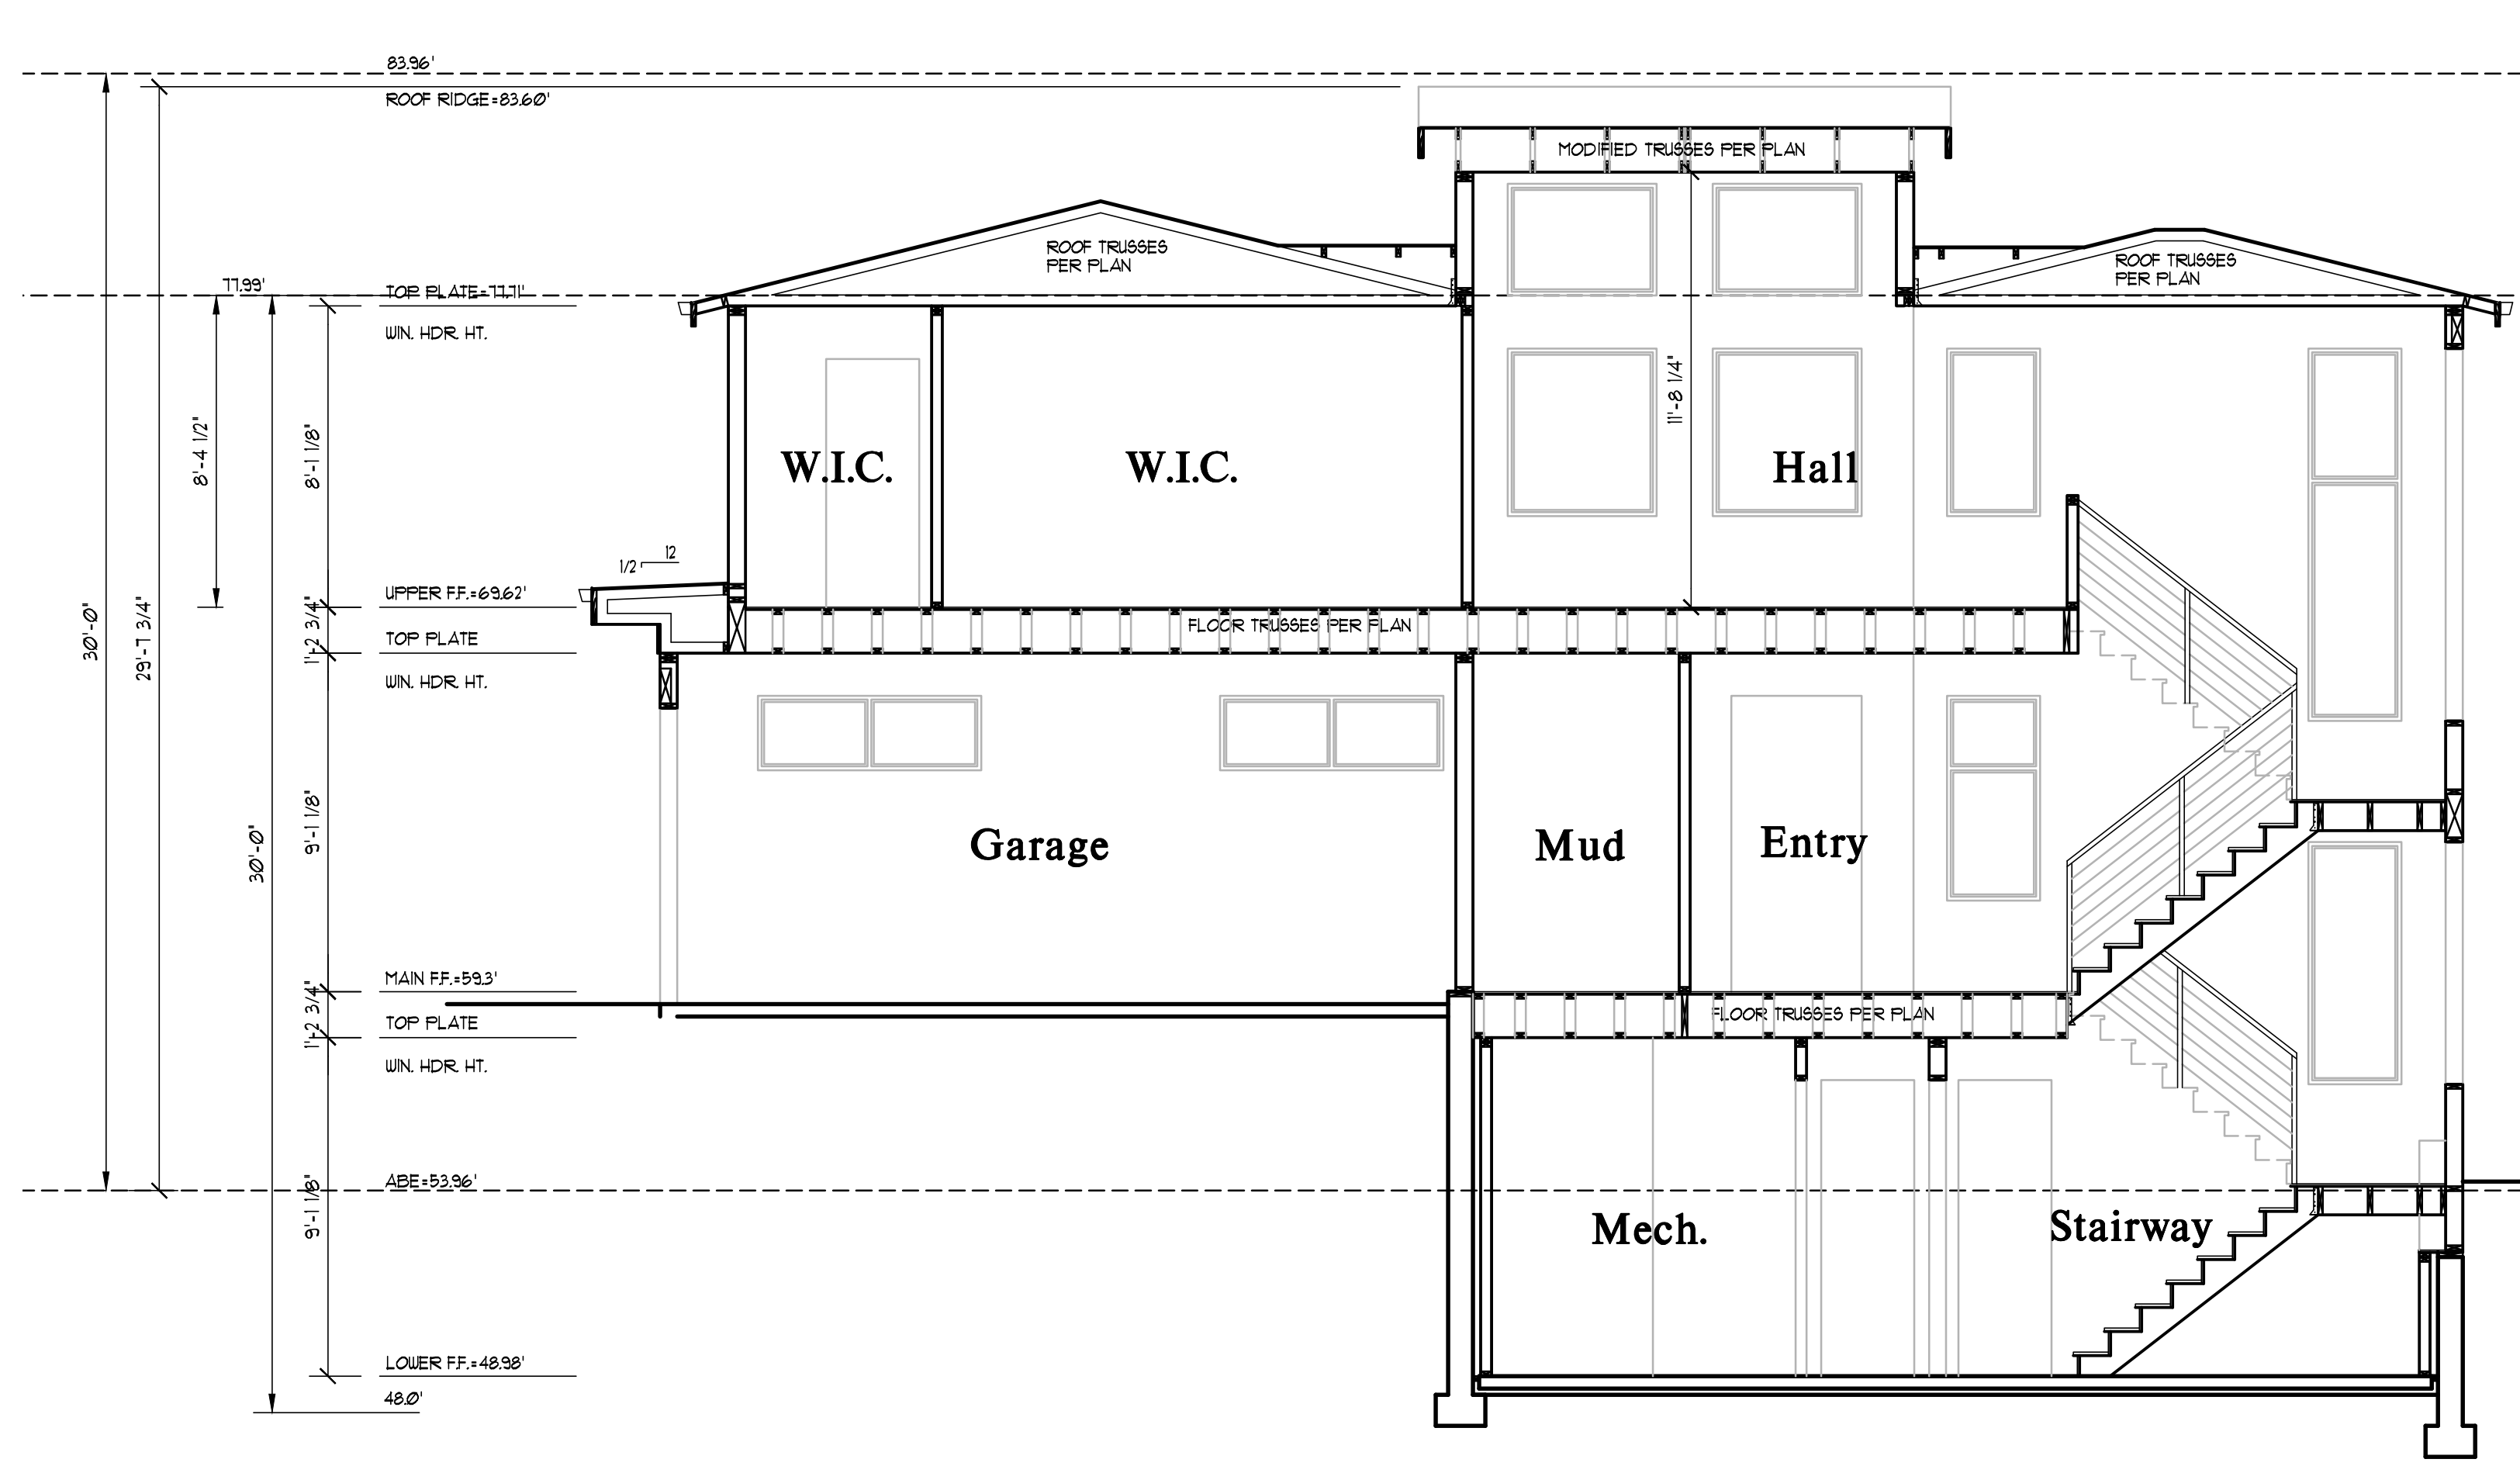 83.96'
ROOF RIDGE=83.60'
MODIFIED TRUSSES PER PLAN
ROOF TRUSSES
PER PLAN
ROOF TRUSSES
PER PLAN
77.99'
TOP PLATE=77.71'
WIN. HDR. HT.
11'-8 1/4"
8'-4 1/2"
8'-1 1/8"
W.I.C.
W.I.C.
Hall
12
1/2
UPPER F.F.=69.62'
30'-0"
29'-7 3/4"
1'-2 3/4"
TOP PLATE
FLOOR TRUSSES PER PLAN
WIN. HDR. HT.
30'-0"
9'-1 1/8"
Garage
Mud
Entry
MAIN F.F.=59.3'
1'-2 3/4"
TOP PLATE
FLOOR TRUSSES PER PLAN
WIN. HDR. HT.
ABE=53.96'
9'-1 1/8"
Mech.
Stairway
LOWER F.F.=48.98'
48.0'